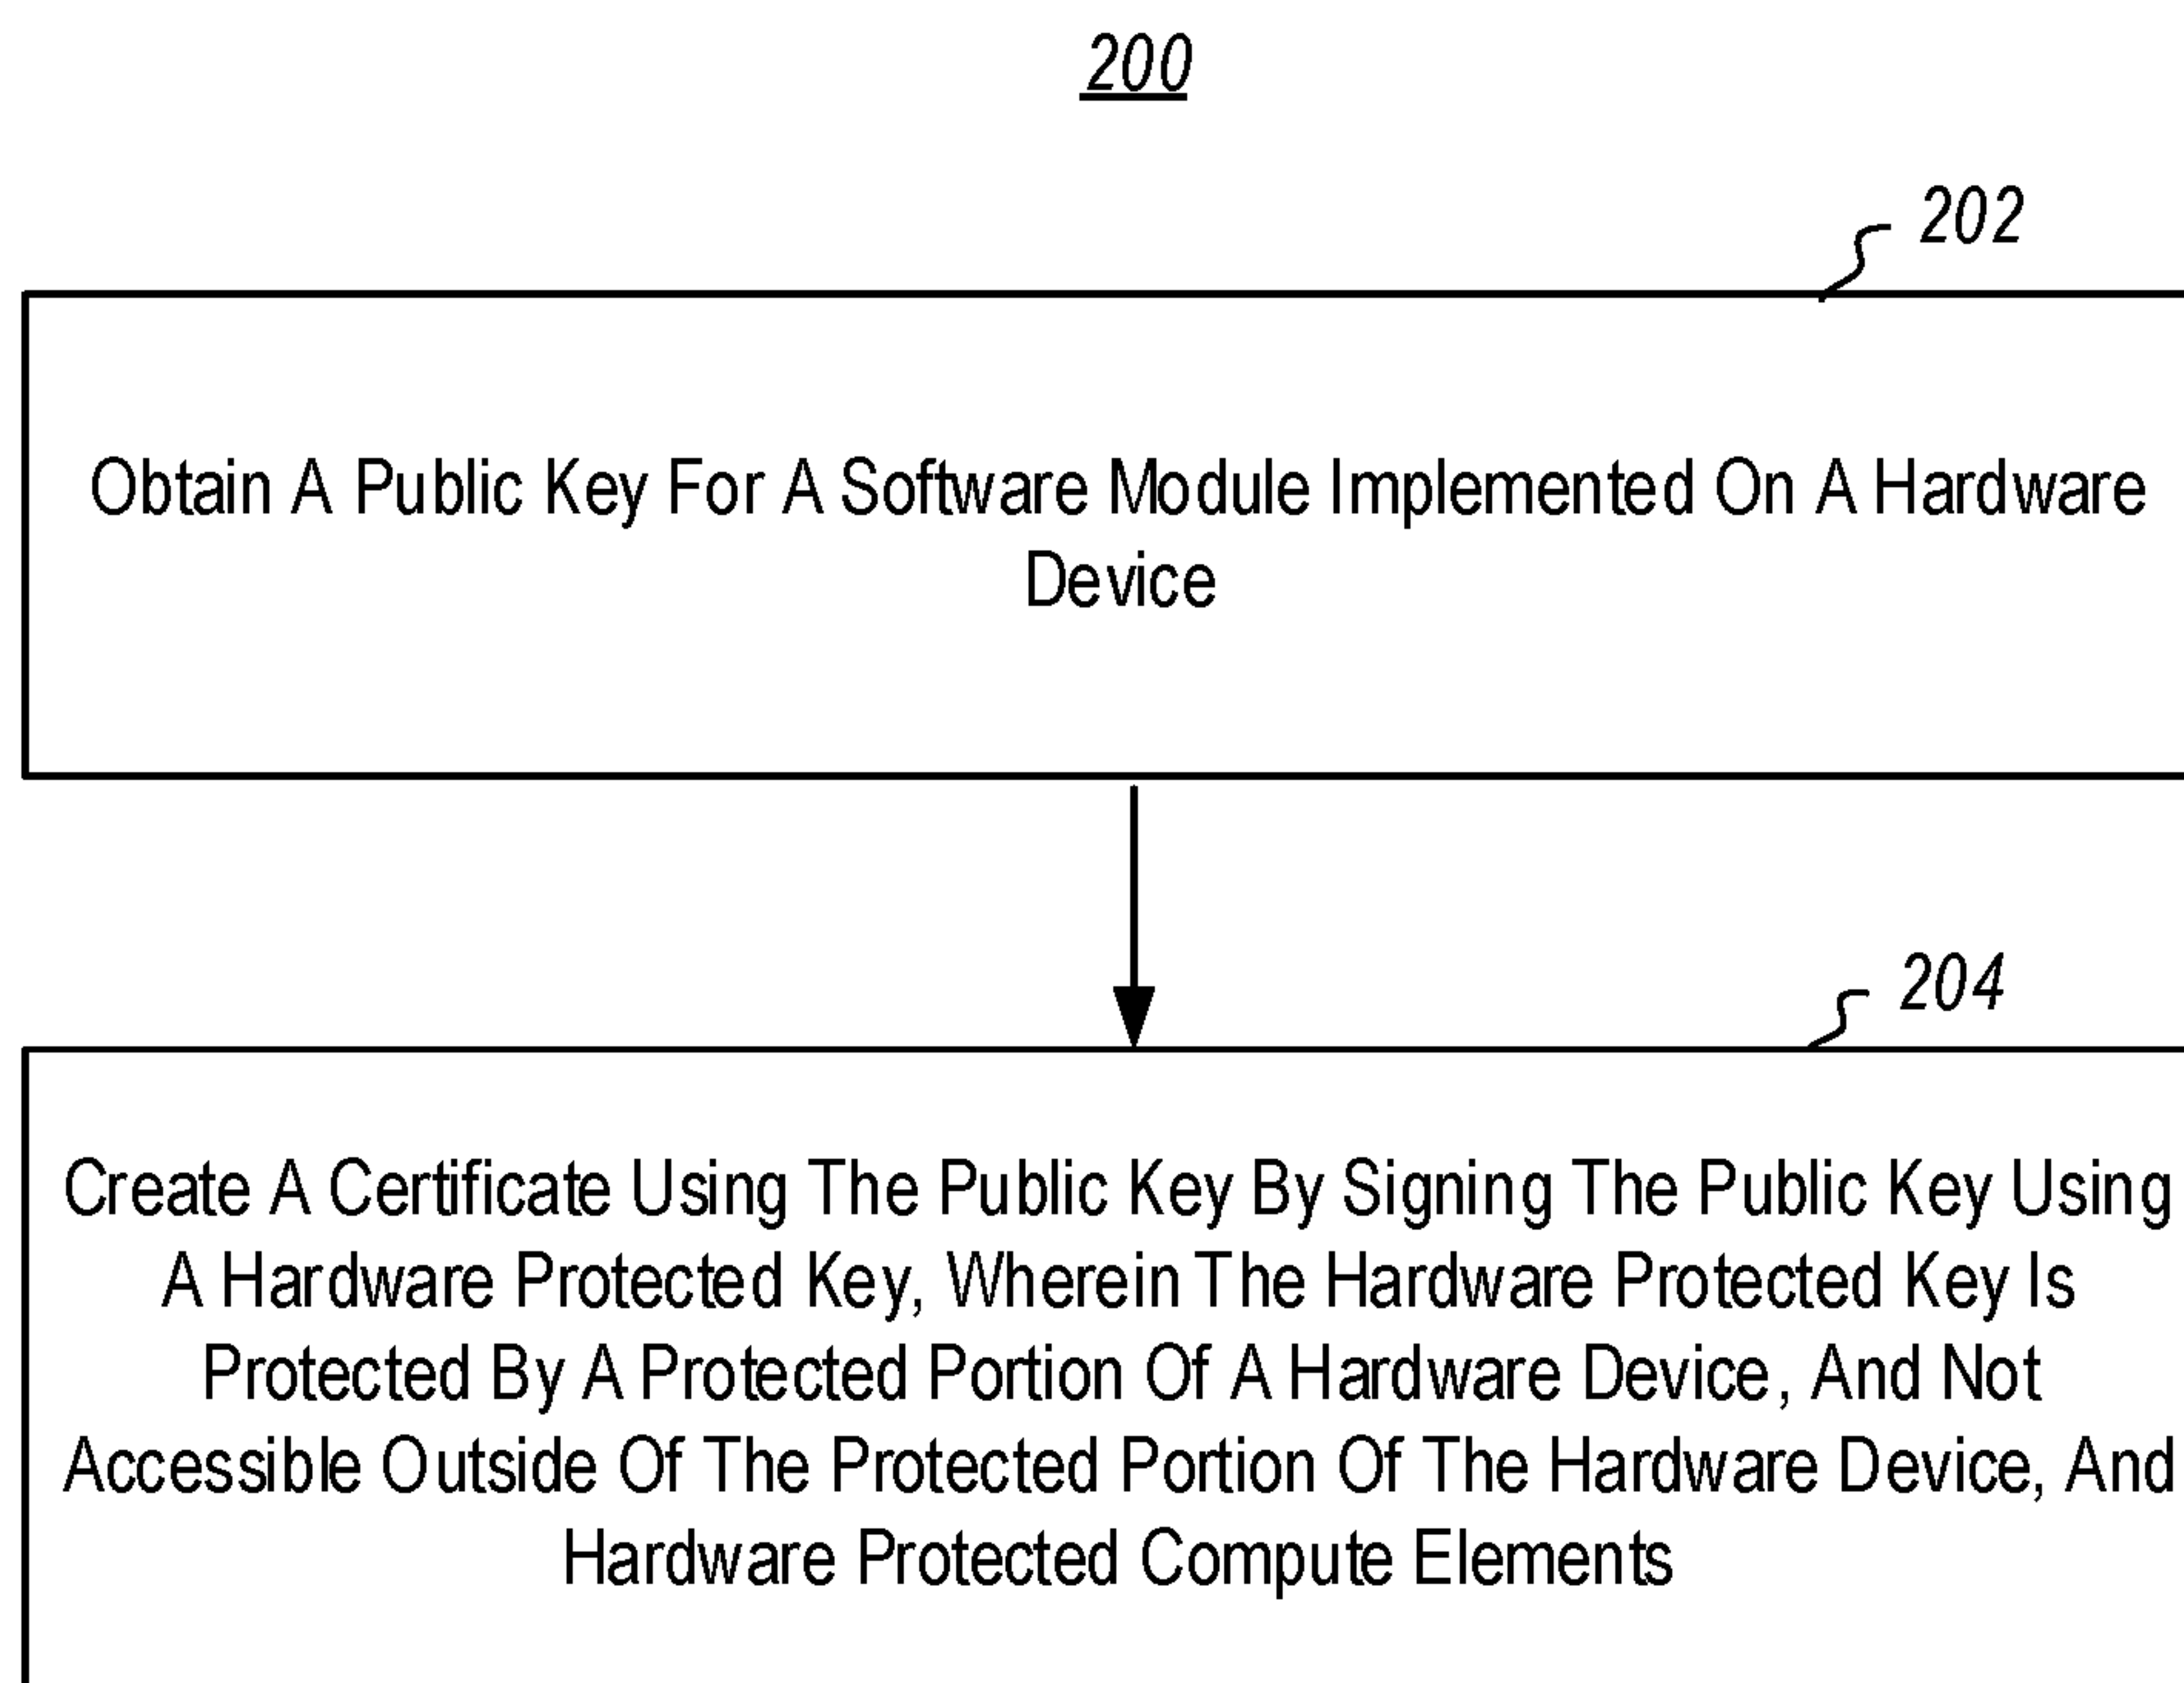 200
202
Obtain A Public Key For A Software Module Implemented On A Hardware
Device
204
Create A Certificate Using The Public Key By Signing The Public Key Using
A Hardware Protected Key, Wherein The Hardware Protected Key Is
Protected By A Protected Portion Of A Hardware Device, And Not
Accessible Outside Of The Protected Portion Of The Hardware Device, And
Hardware Protected Compute Elements